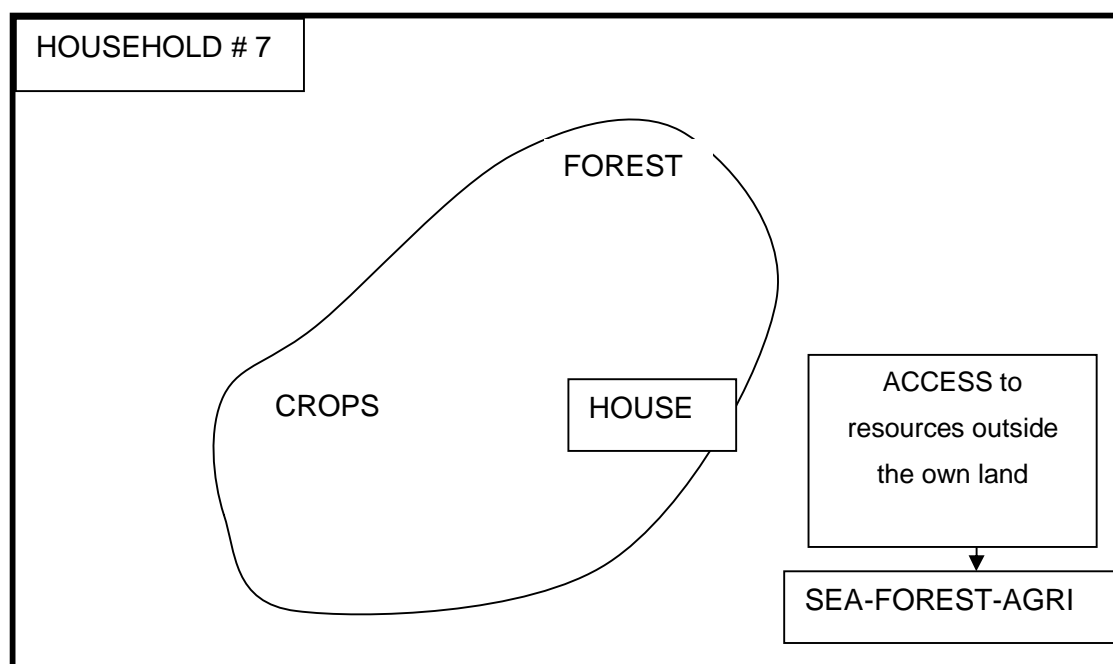 HOUSEHOLD # 7
FOREST
CROPS
HOUSE
ACCESS to
resources outside
the own land
SEA-FOREST-AGRI